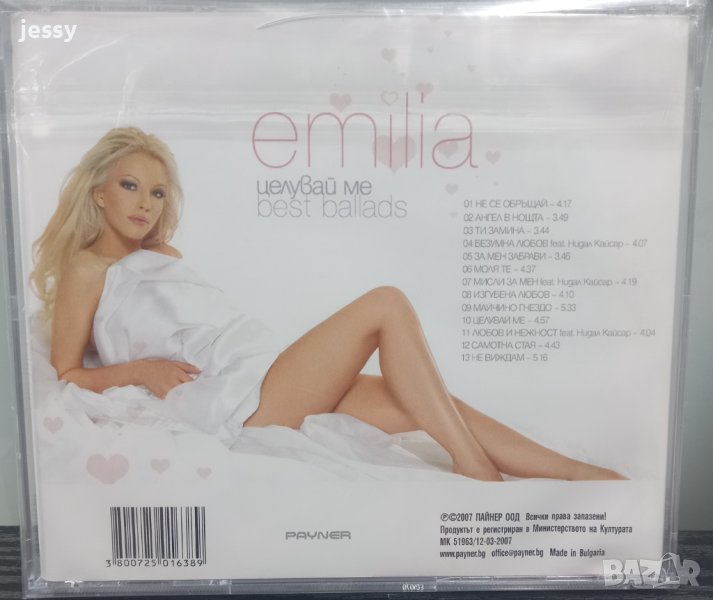 jessy
emilia
целувай ме
best ballads
01 НЕ СЕ ОБРЪЩАЙ – 4.17
02 АНГЕЛ В НОЩТА – 3.49
03 ТИ ЗАМИНА – 3.44
04 БЕЗУМНА ЛЮБОВ feat. Нидал Кайсар – 4.07
05 ЗА МЕН ЗАБРАВИ – 3.46
06 МОЛЯ ТЕ – 4.37
07 МИСЛИ ЗА МЕН feat. Нидал Кайсар – 4.19
08 ИЗГУБЕНА ЛЮБОВ – 4.10
09 МАЙЧИНО ГНЕЗДО – 5.33
10 ЦЕЛУВАЙ МЕ – 4.57
11 ЛЮБОВ И НЕЖНОСТ feat. Нидал Кайсар – 4.04
12 САМОТНА СТАЯ – 4.43
13 НЕ ВИЖДАМ – 5.16
3 800725 016389
PAYNER
℗©2007 ПАЙНЕР ООД Всички права запазени!
Продуктът е регистриран в Министерството на Културата
МК 51963/12-03-2007
www.payner.bg office@payner.bg Made in Bulgaria
BAZAR